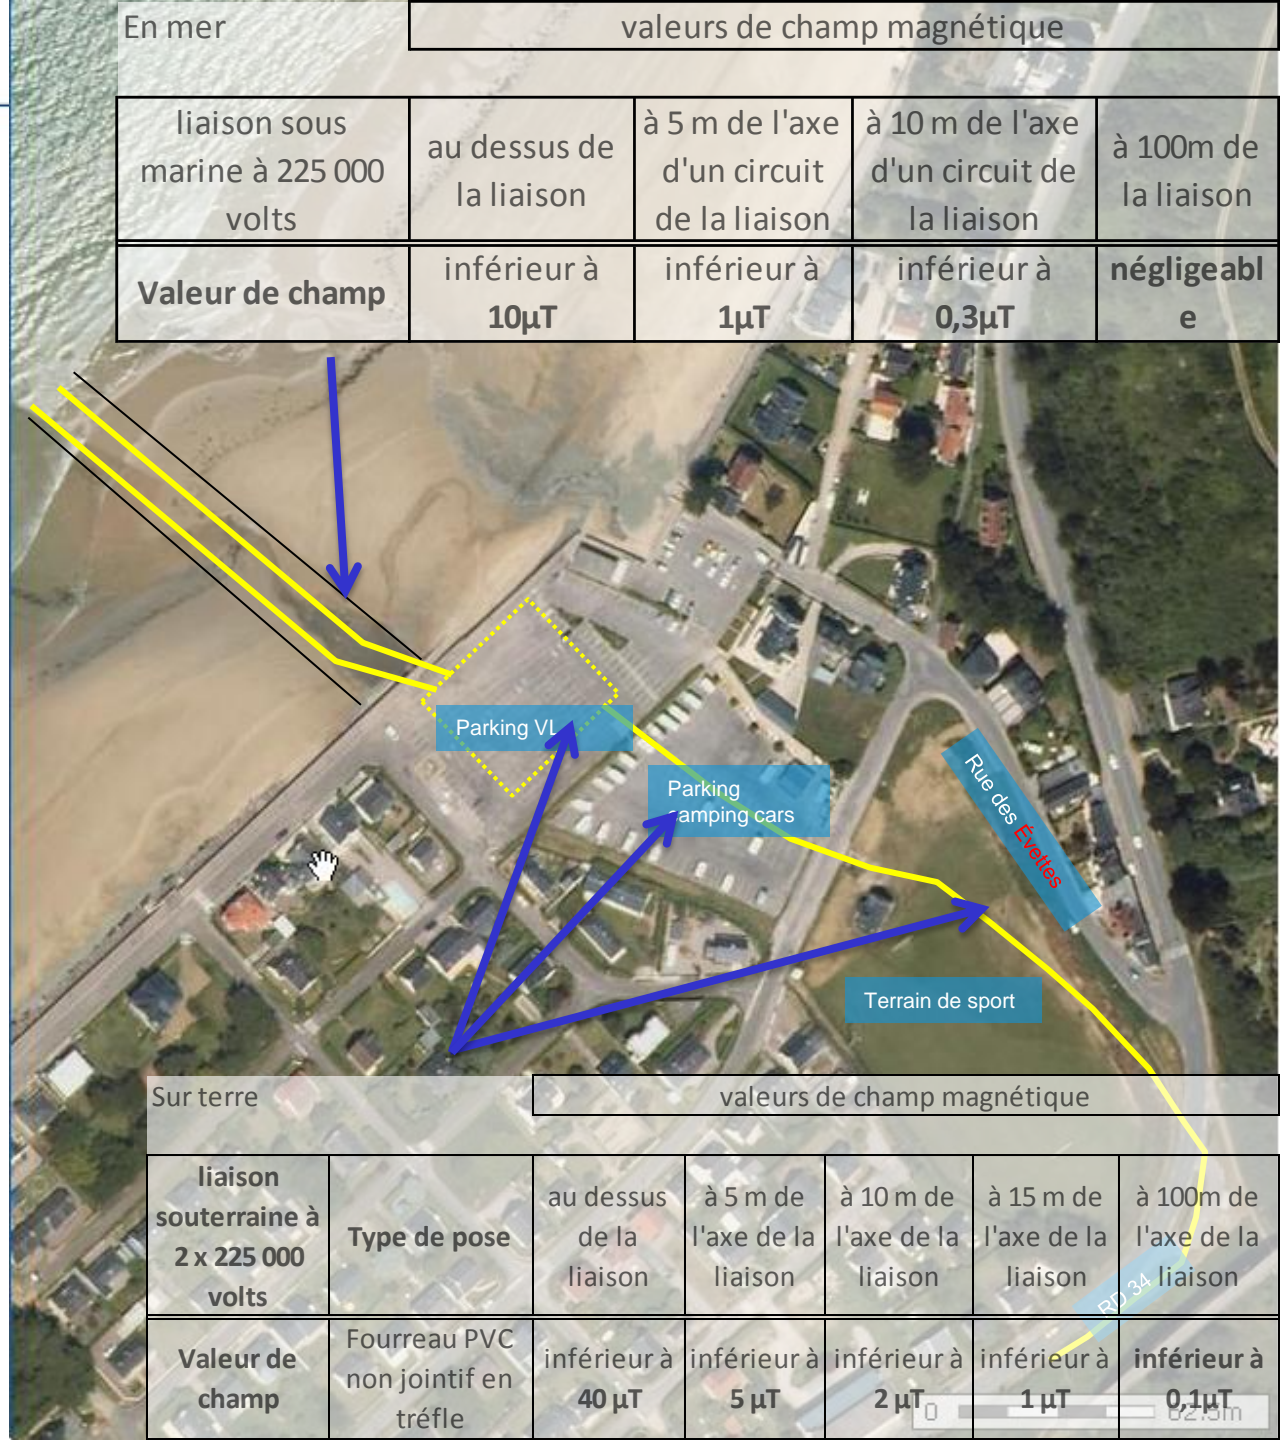 En mer
valeurs de champ magnétique
liaison sous
marine à 225 000
volts
au dessus de
la liaison
à 5 m de l'axe
d'un circuit
de la liaison
à 10 m de l'axe
d'un circuit de
la liaison
à 100m de
la liaison
Valeur de champ
inférieur à
10µT
inférieur à
1µT
inférieur à
0,3µT
négligeabl
e
Parking VL
Parking
camping cars
Rue des Évettes
Terrain de sport
Sur terre
valeurs de champ magnétique
liaison
souterraine à
2 x 225 000
volts
Type de pose
au dessus
de la
liaison
à 5 m de
l'axe de la
liaison
à 10 m de
l'axe de la
liaison
à 15 m de
l'axe de la
liaison
à 100m de
l'axe de la
liaison
RD 34
Valeur de
champ
Fourreau PVC
non jointif en
tréfle
inférieur à
40 µT
inférieur à
5 µT
inférieur à
2 µT
inférieur à
1 µT
inférieur à
0,1µT
0
62.5m